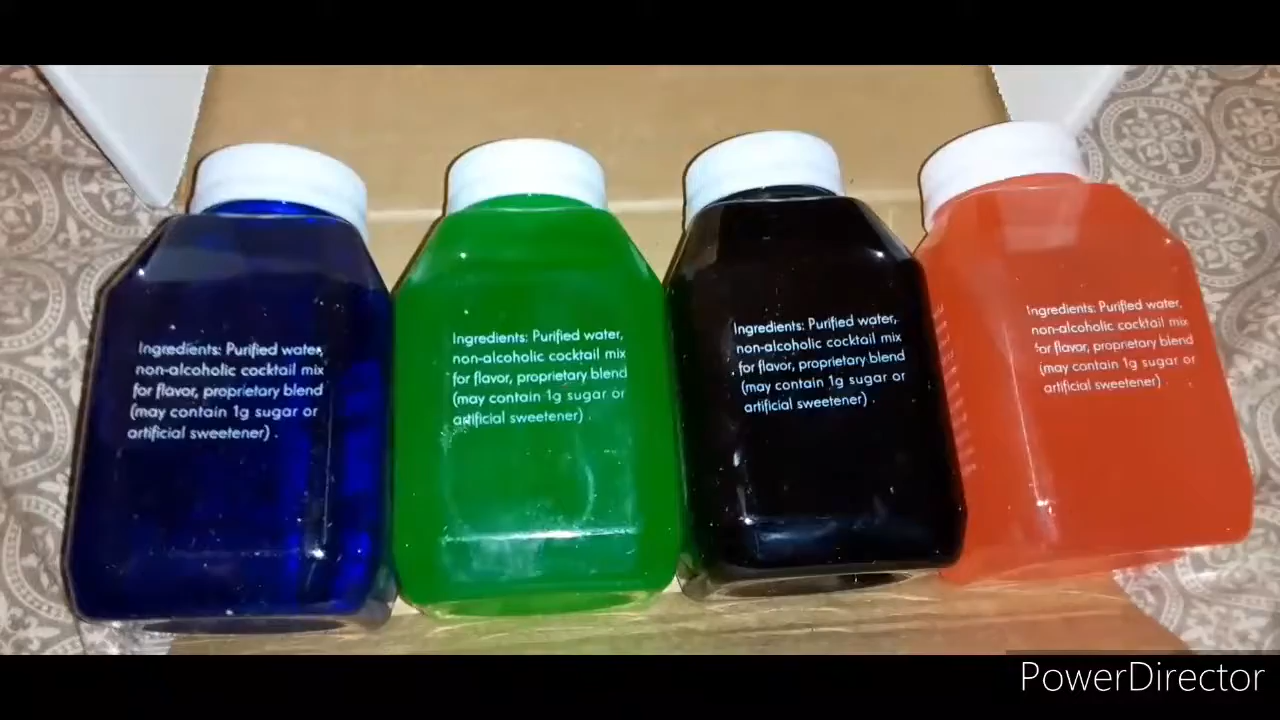 Ingredients: Purified water,
non-alcoholic cocktail mix
for flavor, proprietary blend
(may contain 1g sugar or
artificial sweetener) .
Ingredients: Purified water,
non-alcoholic cocktail mix
for flavor, proprietary blend
(may contain 1g sugar or
artificial sweetener) .
Ingredients: Purified water,
non-alcoholic cocktail mix
for flavor, proprietary blend
(may contain 1g sugar or
artificial sweetener) .
Ingredients: Purified water,
non-alcoholic cocktail mix
for flavor, proprietary blend
(may contain 1g sugar or
artificial sweetener) .
PowerDirector